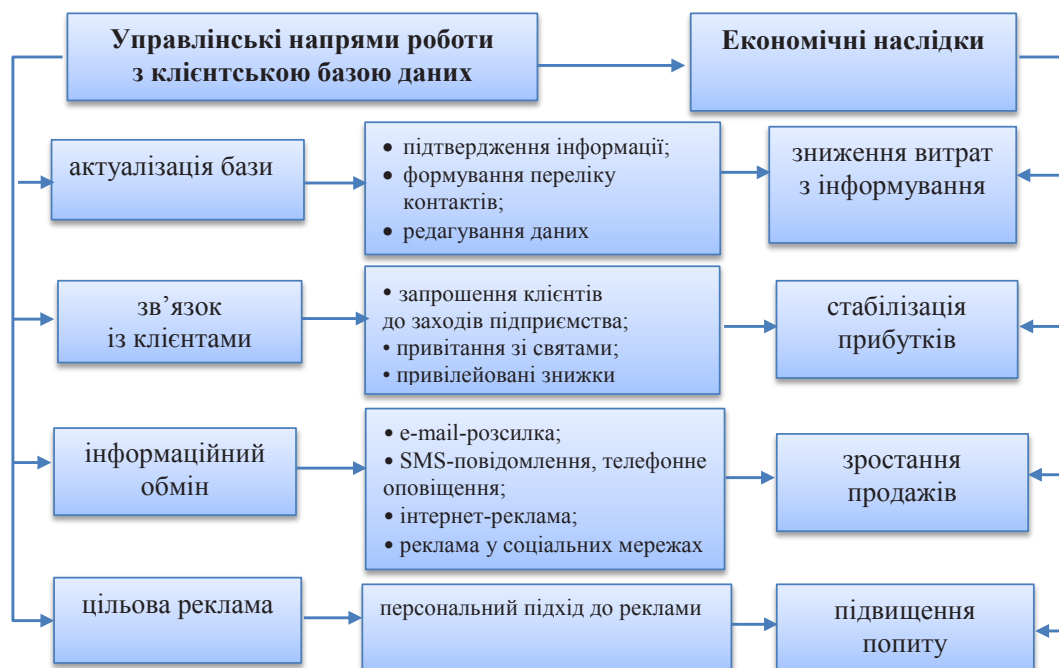 Управлінські напрями роботи
з клієнтською базою даних
Економічні наслідки
актуалізація бази
• підтвердження інформації;
• формування переліку
контактів;
• редагування даних
зниження витрат
з інформування
зв’язок
із клієнтами
• запрошення клієнтів
до заходів підприємства;
• привітання зі святами;
• привілейовані знижки
стабілізація
прибутків
інформаційний
обмін
• e-mail-розсилка;
• SMS-повідомлення, телефонне
оповіщення;
• інтернет-реклама;
• реклама у соціальних мережах
зростання
продажів
цільова реклама
персональний підхід до реклами
підвищення
попиту